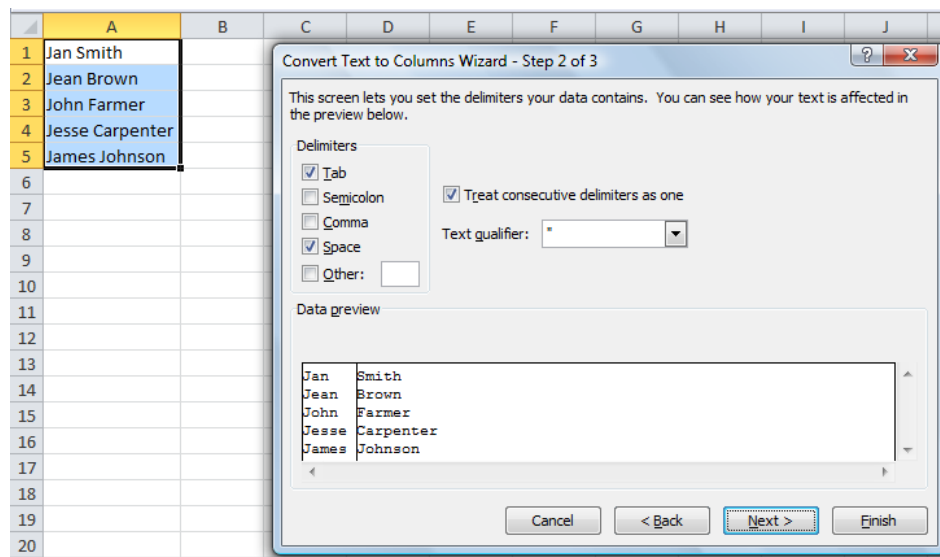 A B C D E F G H I J
1 Jan Smith
2 Jean Brown
3 John Farmer
4 Jesse Carpenter
5 James Johnson
6
7
8
9
10
11
12
13
14
15
16
17
18
19
20
Convert Text to Columns Wizard - Step 2 of 3
This screen lets you set the delimiters your data contains.  You can see how your text is affected in
the preview below.
Delimiters
Tab
Semicolon
Comma
Space
Other:
Treat consecutive delimiters as one
Text qualifier: "
Data preview
Jan Smith
Jean Brown
John Farmer
Jesse Carpenter
James Johnson
Cancel < Back Next > Finish